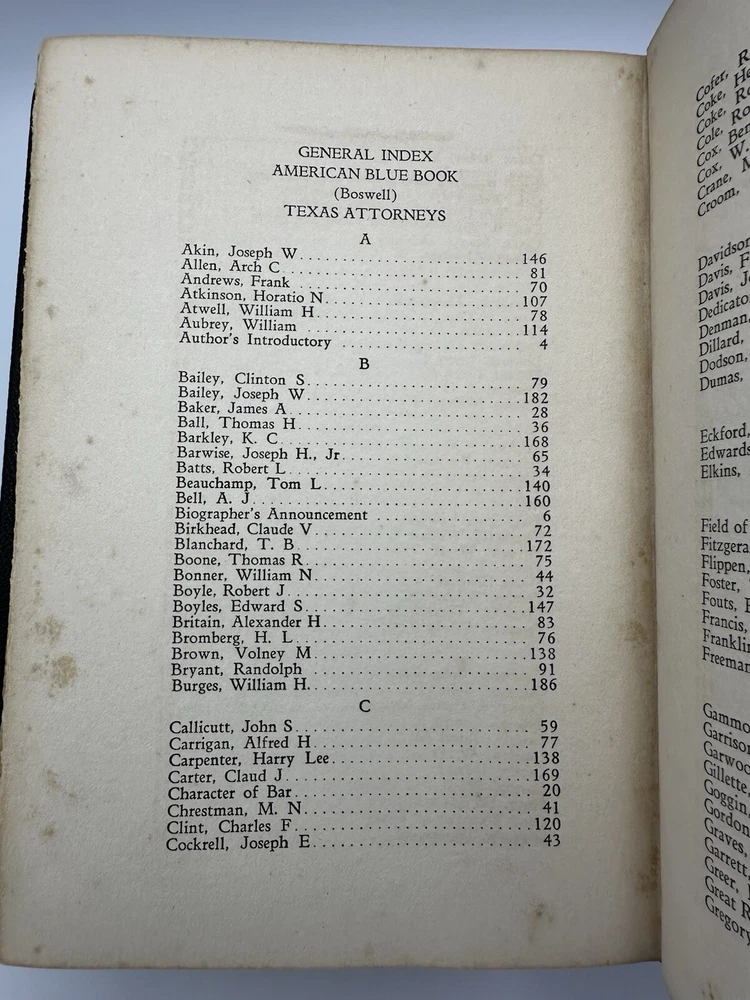 GENERAL INDEX
AMERICAN BLUE BOOK
(Boswell)
TEXAS ATTORNEYS
A
Akin, Joseph W. 146
Allen, Arch C. 81
Andrews, Frank 70
Atkinson, Horatio N. 107
Atwell, William H. 78
Aubrey, William 114
Author's Introductory 4
B
Bailey, Clinton S. 79
Bailey, Joseph W. 182
Baker, James A. 28
Ball, Thomas H. 36
Barkley, K. C. 168
Barwise, Joseph H., Jr. 65
Batts, Robert L. 34
Beauchamp, Tom L. 140
Bell, A. J. 160
Biographer's Announcement 6
Birkhead, Claude V. 72
Blanchard, T. B. 172
Boone, Thomas R. 75
Bonner, William N. 44
Boyle, Robert J. 32
Boyles, Edward S. 147
Britain, Alexander H. 83
Bromberg, H. L. 76
Brown, Volney M. 138
Bryant, Randolph 91
Burges, William H. 186
C
Callicutt, John S. 59
Carrigan, Alfred H. 77
Carpenter, Harry Lee 138
Carter, Claud J. 169
Character of Bar 20
Chrestman, M. N. 41
Clint, Charles F. 120
Cockrell, Joseph E. 43
Cofer, R
Coke, He
Coke, Ro
Cole, Ro
Cox, Ben
Cox, W.
Crane, M
Croom,
Davidson
Davis, F
Davis, J
Dedicato
Denman,
Dillard,
Dodson,
Dumas,
Eckford,
Edwards
Elkins,
Field of
Fitzgera
Flippen,
Foster,
Fouts,
Francis,
Franklin
Freeman
Gammo
Garrison
Garwoo
Gillette,
Goggin,
Gordon
Graves,
Garrett,
Greer,
Great R
Gregory